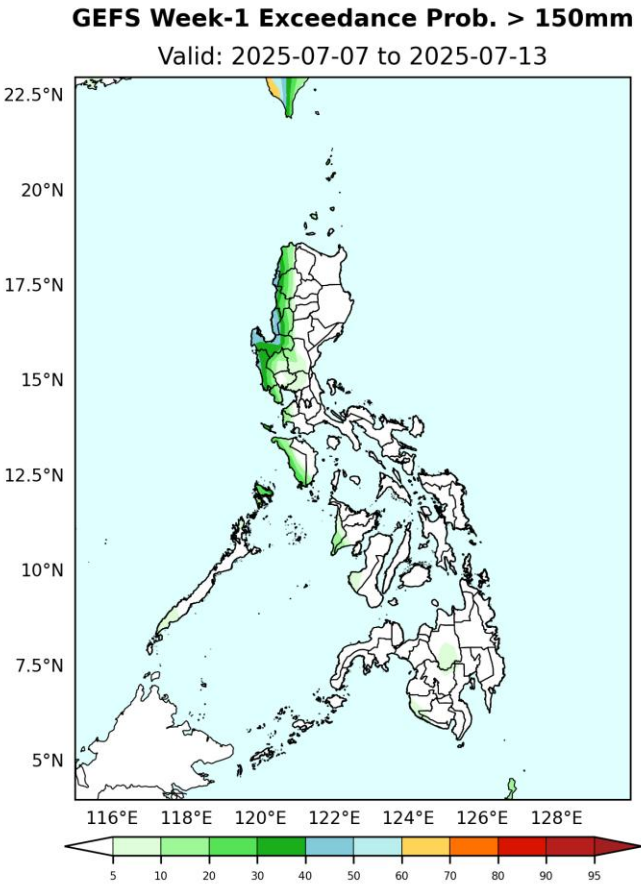 GEFS Week-1 Exceedance Prob. > 150mm
Valid: 2025-07-07 to 2025-07-13
22.5°N
20°N
17.5°N
15°N
12.5°N
10°N
7.5°N
5°N
116°E 118°E 120°E 122°E 124°E 126°E 128°E
5 10 20 30 40 50 60 70 80 90 95